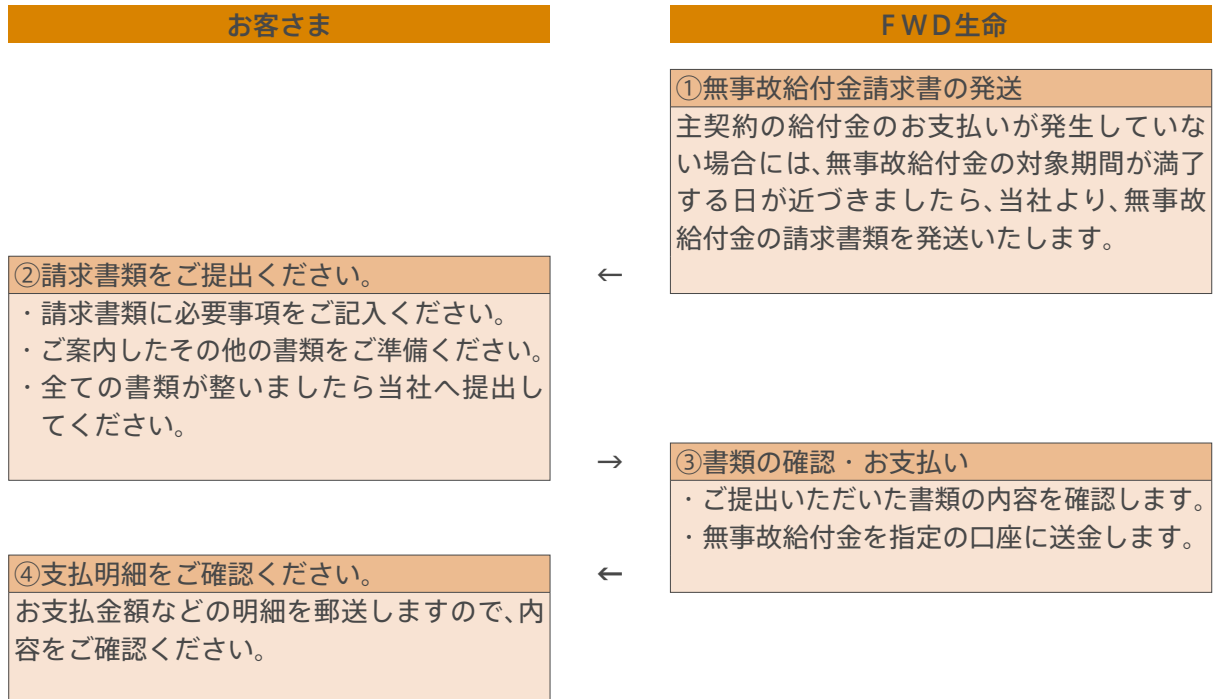 お客さま
FWD生命
①無事故給付金請求書の発送
主契約の給付金のお支払いが発生していな
い場合には、無事故給付金の対象期間が満了
する日が近づきましたら、当社より、無事故
給付金の請求書類を発送いたします。
←
②請求書類をご提出ください。
・請求書類に必要事項をご記入ください。
・ご案内したその他の書類をご準備ください。
・全ての書類が整いましたら当社へ提出し
てください。
→
③書類の確認・お支払い
・ご提出いただいた書類の内容を確認します。
・無事故給付金を指定の口座に送金します。
←
④支払明細をご確認ください。
お支払金額などの明細を郵送しますので、内
容をご確認ください。